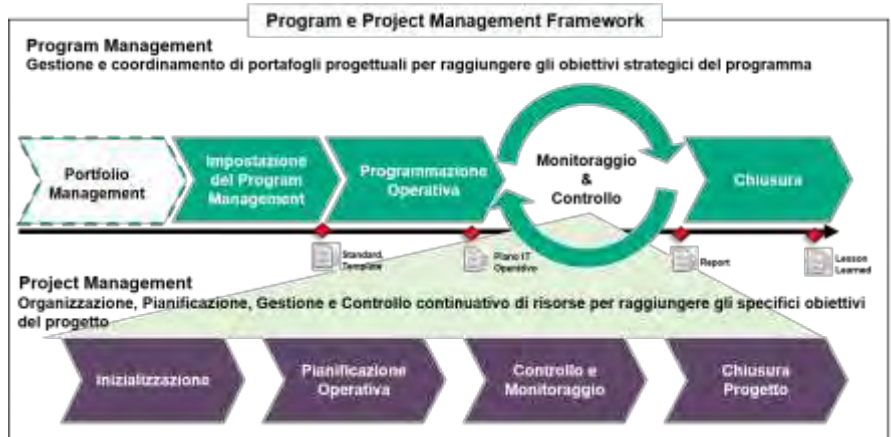 Program e Project Management Framework
Program Management
Gestione e coordinamento di portafogli progettuali per raggiungere gli obiettivi strategici del programma
Portfolio
Management
Impostazione
del Program
Management
Programmazione
Operativa
Monitoraggio
&
Controllo
Chiusura
Standard,
Template
Piano IT
Operativo
Report
Lesson
Learned
Project Management
Organizzazione, Pianificazione, Gestione e Controllo continuativo di risorse per raggiungere gli specifici obiettivi
del progetto
Inizializzazione
Pianificazione
Operativa
Controllo e
Monitoraggio
Chiusura
Progetto